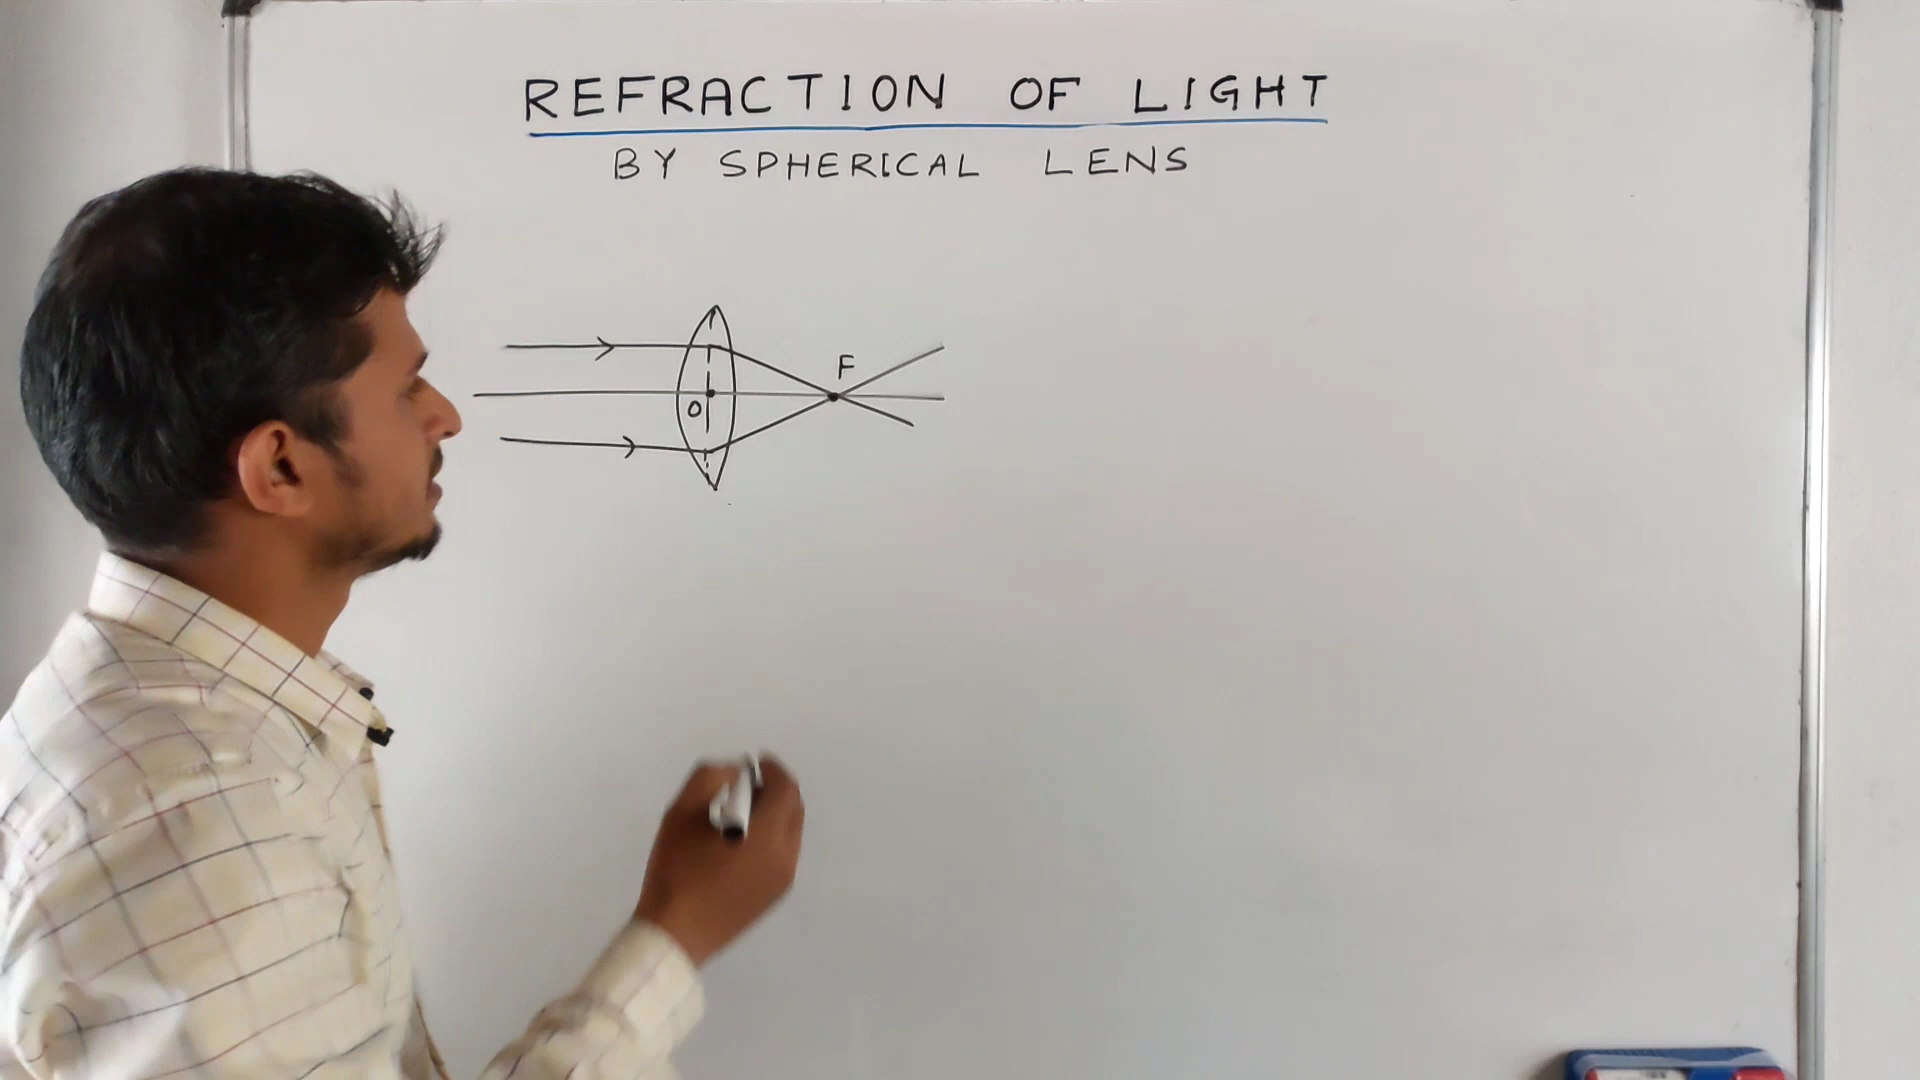 REFRACTION OF LIGHT
BY SPHERICAL LENS
F
O